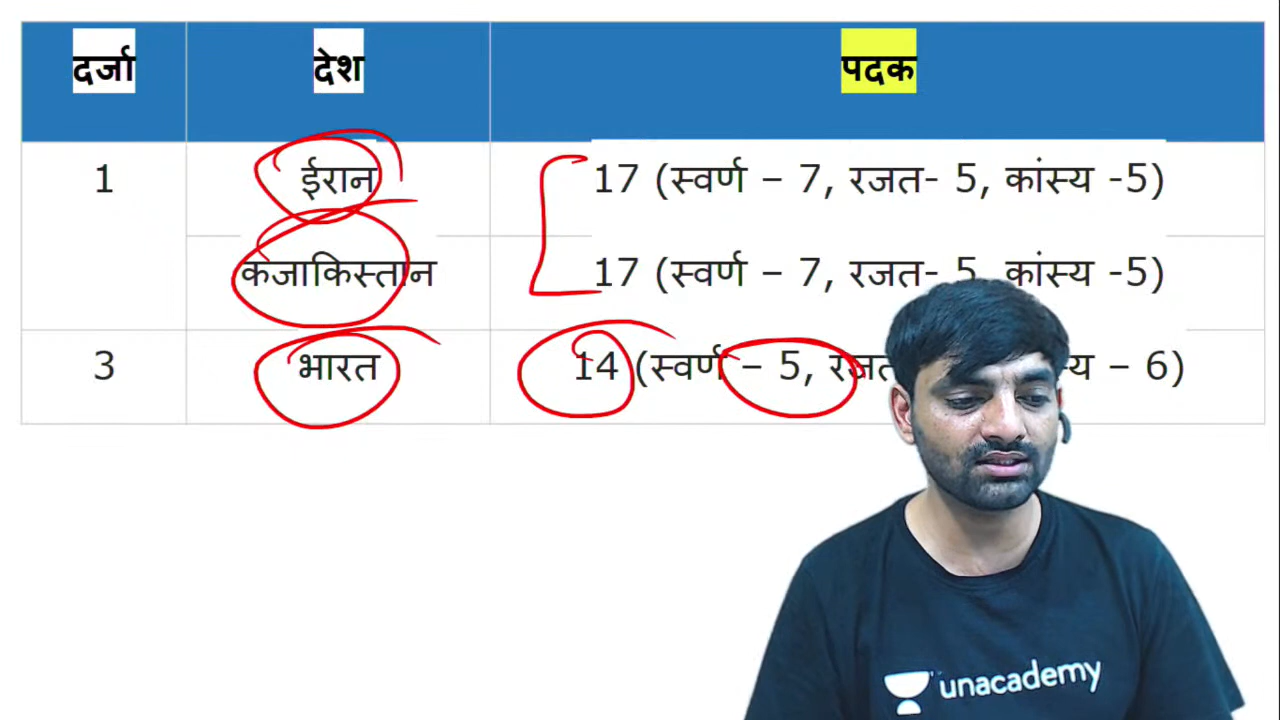 दर्जा देश पदक
1 ईरान 17 (स्वर्ण – 7, रजत- 5, कांस्य -5)
कजाकिस्तान 17 (स्वर्ण – 7, रजत- 5, कांस्य -5)
3 भारत 14 (स्वर्ण – 5, – 6)
unacademy